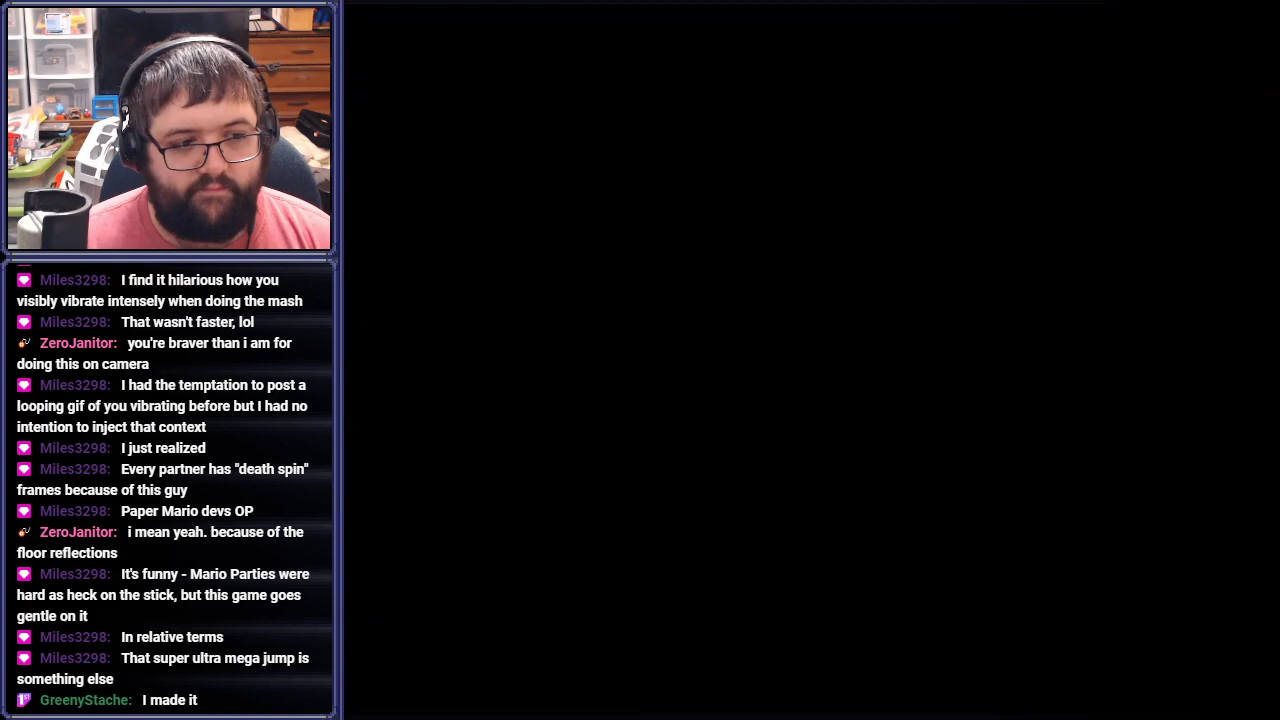 Miles3298: I find it hilarious how you
visibly vibrate intensely when doing the mash
Miles3298: That wasn't faster, lol
ZeroJanitor: you're braver than i am for
doing this on camera
Miles3298: I had the temptation to post a
looping gif of you vibrating before but I had no
intention to inject that context
Miles3298: I just realized
Miles3298: Every partner has "death spin"
frames because of this guy
Miles3298: Paper Mario devs OP
ZeroJanitor: i mean yeah. because of the
floor reflections
Miles3298: It's funny - Mario Parties were
hard as heck on the stick, but this game goes
gentle on it
Miles3298: In relative terms
Miles3298: That super ultra mega jump is
something else
GreenyStache: I made it